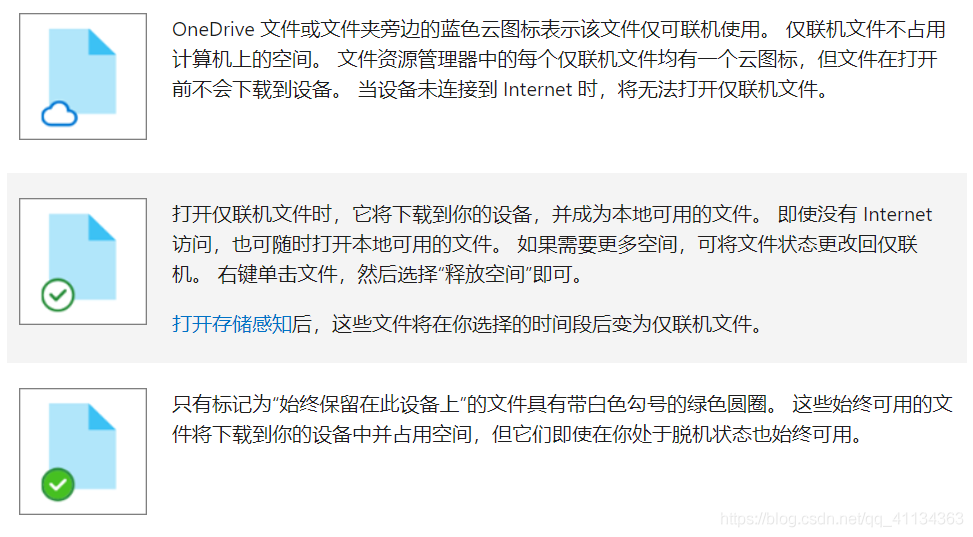 OneDrive 文件或文件夹旁边的蓝色云图标表示该文件仅可联机使用。 仅联机文件不占用
计算机上的空间。 文件资源管理器中的每个仅联机文件均有一个云图标，但文件在打开
前不会下载到设备。 当设备未连接到 Internet 时，将无法打开仅联机文件。
打开仅联机文件时，它将下载到你的设备，并成为本地可用的文件。 即使没有 Internet
访问，也可随时打开本地可用的文件。 如果需要更多空间，可将文件状态更改回仅联
机。 右键单击文件，然后选择“释放空间”即可。
打开存储感知后，这些文件将在你选择的时间段后变为仅联机文件。
只有标记为“始终保留在此设备上”的文件具有带白色勾号的绿色圆圈。 这些始终可用的文
件将下载到你的设备中并占用空间，但它们即使在你处于脱机状态也始终可用。
https://blog.csdn.net/qq_41134363